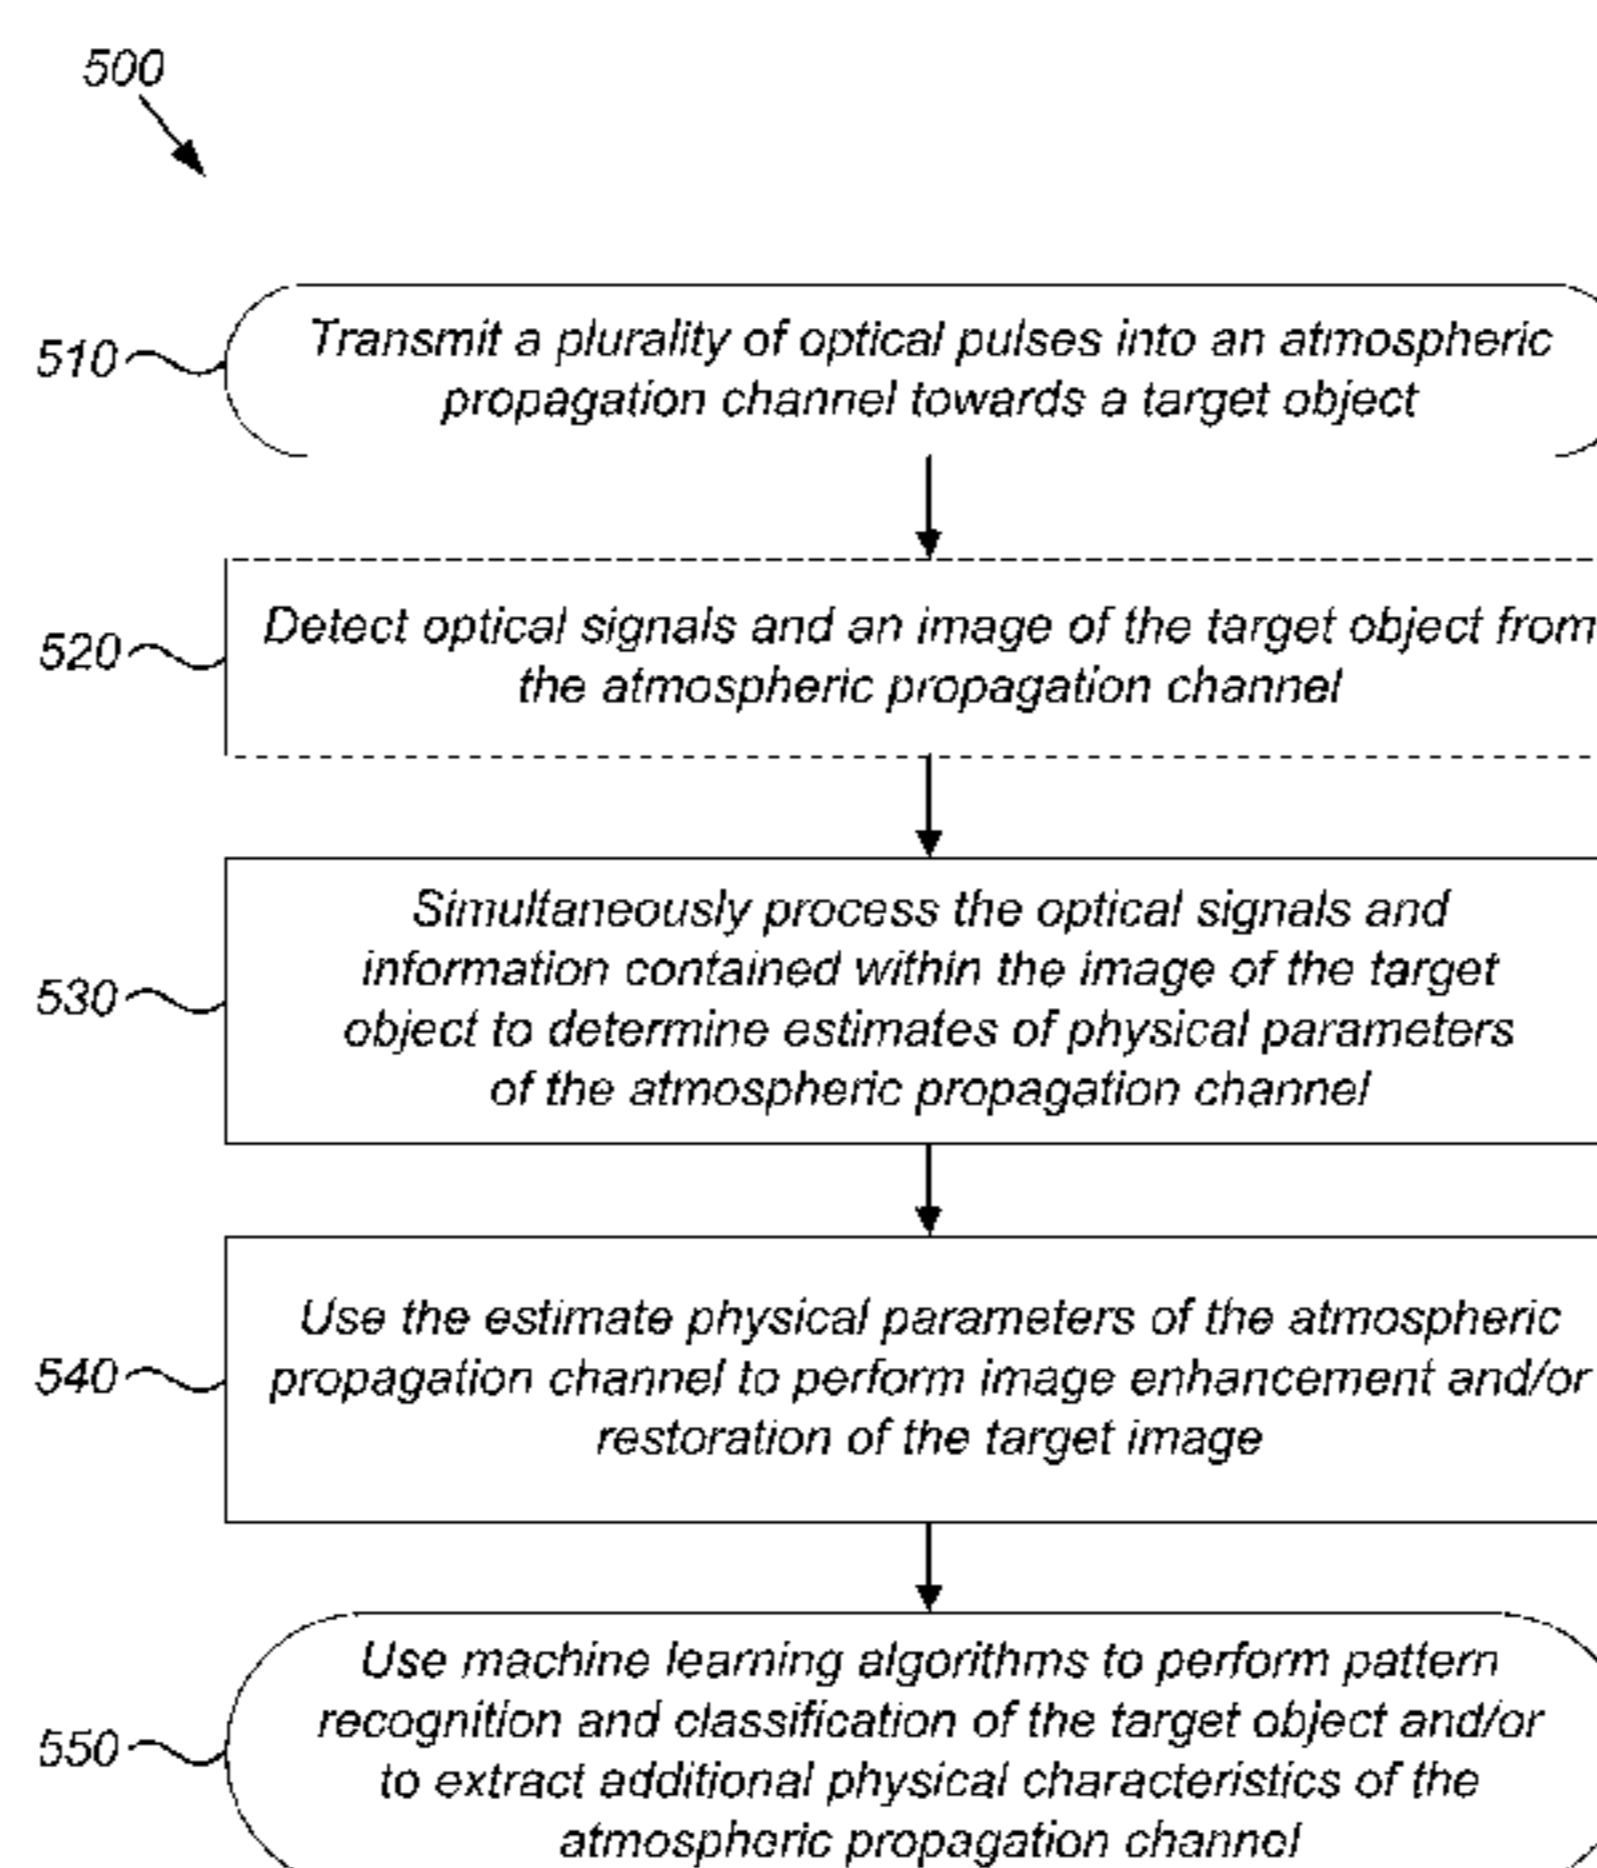 500
510
Transmit a plurality of optical pulses into an atmospheric
propagation channel towards a target object
520
Detect optical signals and an image of the target object from
the atmospheric propagation channel
530
Simultaneously process the optical signals and
information contained within the image of the target
object to determine estimates of physical parameters
of the atmospheric propagation channel
540
Use the estimate physical parameters of the atmospheric
propagation channel to perform image enhancement and/or
restoration of the target image
550
Use machine learning algorithms to perform pattern
recognition and classification of the target object and/or
to extract additional physical characteristics of the
atmospheric propagation channel